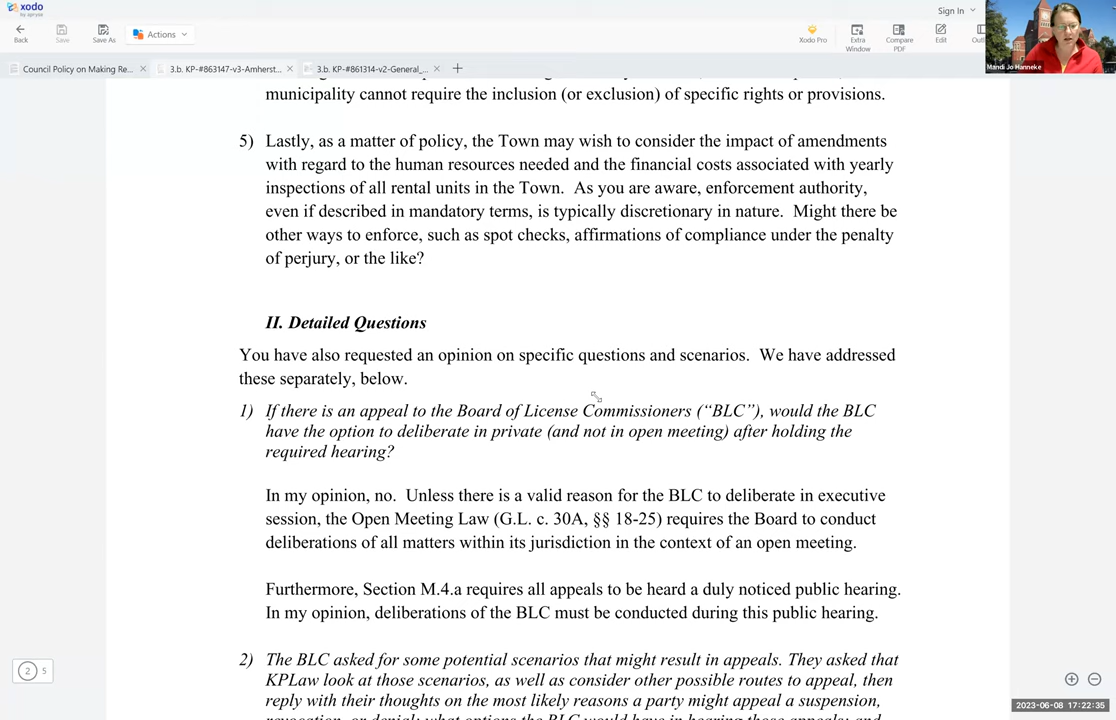 xodo
by apryse
Sign In
Back
Save
Save As
Actions
Xodo Pro
Extra
Window
Compare
PDF
Edit
Mandi Jo Hanneke
Council Policy on Making Re...
3.b. KP-#863147-v3-Amherst...
3.b. KP-#861314-v2-General_...
municipality cannot require the inclusion (or exclusion) of specific rights or provisions.
5) Lastly, as a matter of policy, the Town may wish to consider the impact of amendments
with regard to the human resources needed and the financial costs associated with yearly
inspections of all rental units in the Town. As you are aware, enforcement authority,
even if described in mandatory terms, is typically discretionary in nature. Might there be
other ways to enforce, such as spot checks, affirmations of compliance under the penalty
of perjury, or the like?
II. Detailed Questions
You have also requested an opinion on specific questions and scenarios. We have addressed
these separately, below.
1) If there is an appeal to the Board of License Commissioners (“BLC”), would the BLC
have the option to deliberate in private (and not in open meeting) after holding the
required hearing?
In my opinion, no. Unless there is a valid reason for the BLC to deliberate in executive
session, the Open Meeting Law (G.L. c. 30A, §§ 18-25) requires the Board to conduct
deliberations of all matters within its jurisdiction in the context of an open meeting.
Furthermore, Section M.4.a requires all appeals to be heard a duly noticed public hearing.
In my opinion, deliberations of the BLC must be conducted during this public hearing.
2) The BLC asked for some potential scenarios that might result in appeals. They asked that
KPLaw look at those scenarios, as well as consider other possible routes to appeal, then
reply with their thoughts on the most likely reasons a party might appeal a suspension,
2 5
2023-06-08 17:22:35